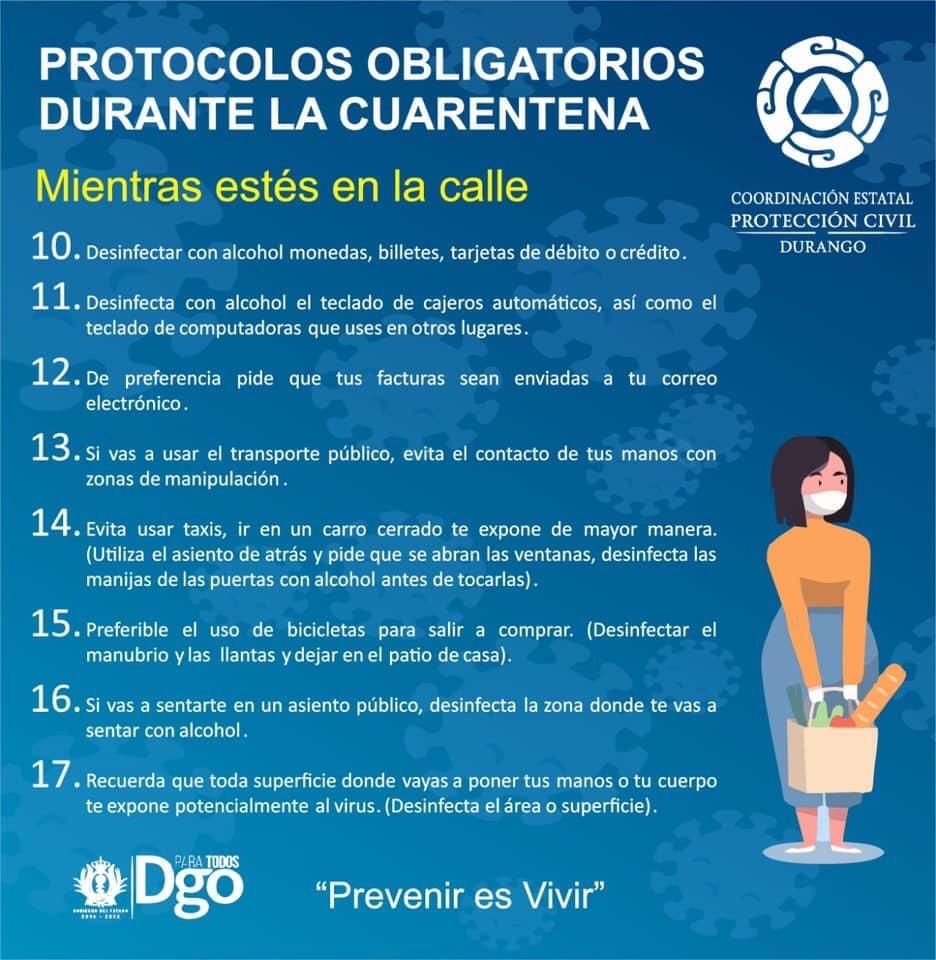 PROTOCOLOS OBLIGATORIOS
DURANTE LA CUARENTENA
COORDINACIÓN ESTATAL
PROTECCIÓN CIVIL
DURANGO
Mientras estés en la calle
10. Desinfectar con alcohol monedas, billetes, tarjetas de débito o crédito.
11. Desinfecta con alcohol el teclado de cajeros automáticos, así como el
teclado de computadoras que uses en otros lugares.
12. De preferencia pide que tus facturas sean enviadas a tu correo
electrónico.
13. Si vas a usar el transporte público, evita el contacto de tus manos con
zonas de manipulación.
14. Evita usar taxis, ir en un carro cerrado te expone de mayor manera.
(Utiliza el asiento de atrás y pide que se abran las ventanas, desinfecta las
manijas de las puertas con alcohol antes de tocarlas).
15. Preferible el uso de bicicletas para salir a comprar. (Desinfectar el
manubrio y las llantas y dejar en el patio de casa).
16. Si vas a sentarte en un asiento público, desinfecta la zona donde te vas a
sentar con alcohol.
17. Recuerda que toda superficie donde vayas a poner tus manos o tu cuerpo
te expone potencialmente al virus. (Desinfecta el área o superficie).
GOBIERNO DEL ESTADO
2016 - 2022
PARA TODOS
Dgo
“Prevenir es Vivir”